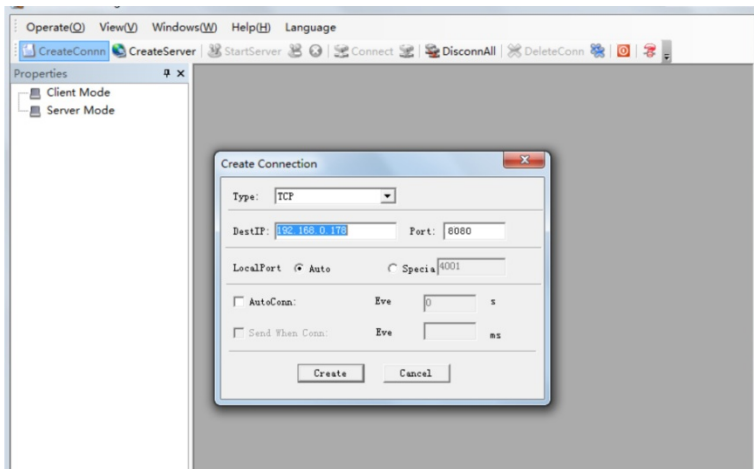 Operate(O) View(V) Windows(W) Help(H) Language
CreateConnn CreateServer StartServer Connect DisconnAll DeleteConn
Properties
Client Mode
Server Mode
Create Connection
Type: TCP
DestIP: 192.168.0.178 Port: 8080
LocalPort Auto Specia 4001
AutoConn: Eve 0 s
Send When Conn: Eve ms
Create Cancel